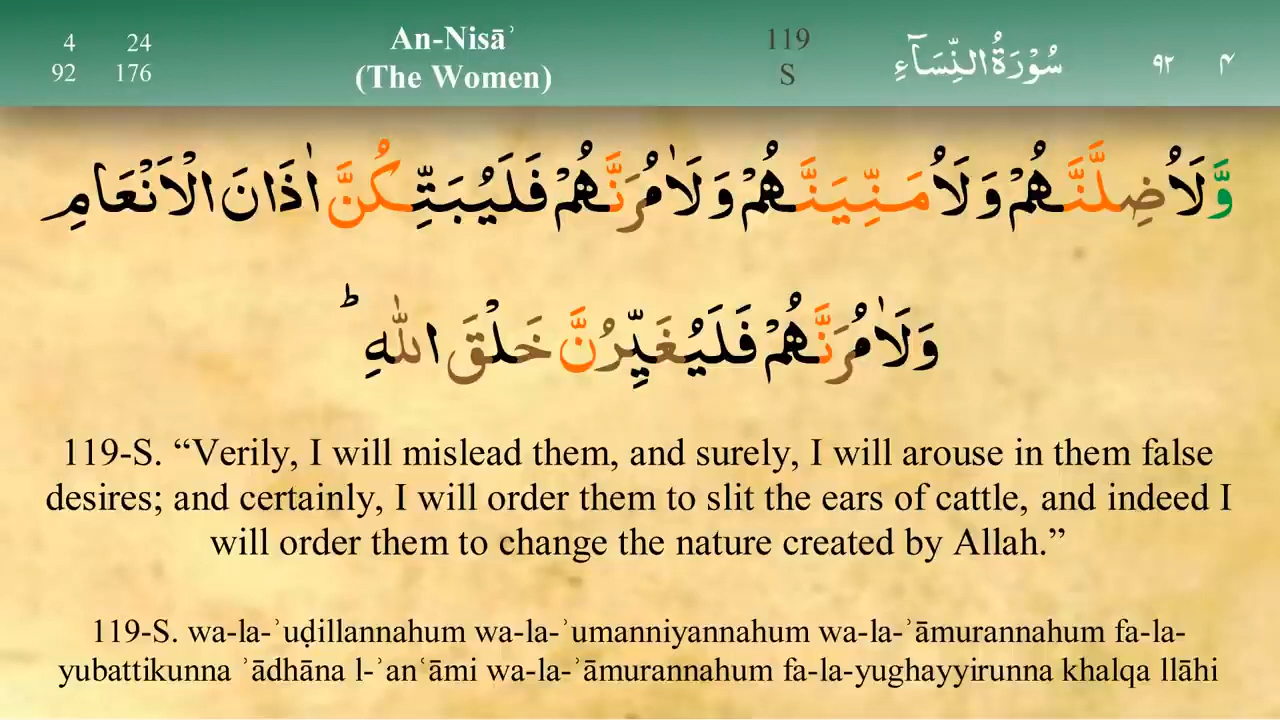 4 24
92 176
An-Nisāʾ
(The Women)
119
S
سُوْرَةُ النِّسَآءِ
٩٢ ٤
وَّلَاُضِلَّنَّهُمْ وَلَاُمَنِّيَنَّهُمْ وَلَاٰمُرَنَّهُمْ فَلَيُبَتِّكُنَّ اٰذَانَ الْاَنْعَامِ
وَلَاٰمُرَنَّهُمْ فَلَيُغَيِّرُنَّ خَلْقَ اللّٰهِ ؕ
119-S. “Verily, I will mislead them, and surely, I will arouse in them false
desires; and certainly, I will order them to slit the ears of cattle, and indeed I
will order them to change the nature created by Allah.”
119-S. wa-la-ʾuḍillannahum wa-la-ʾumanniyannahum wa-la-ʾāmurannahum fa-la-
yubattikunna ʾādhāna l-ʾanʿāmi wa-la-ʾāmurannahum fa-la-yughayyirunna khalqa llāhi